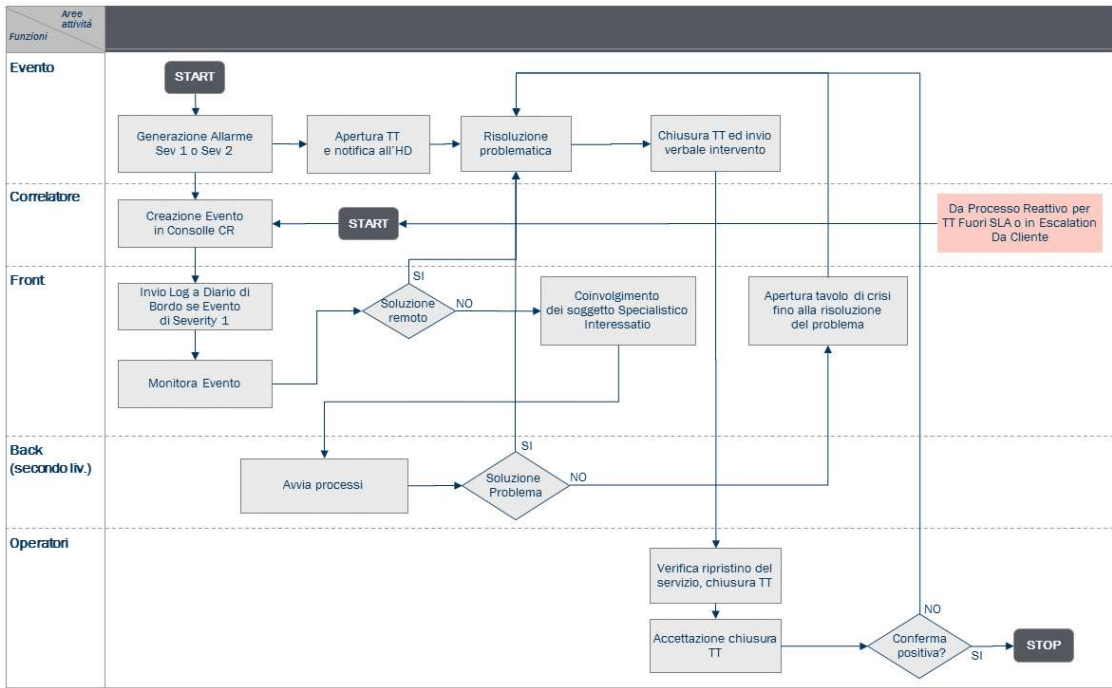 Aree
attività
Funzioni
Evento
START
Generazione Allarme
Sev 1 o Sev 2
Apertura TT
e notifica all'HD
Risoluzione
problematica
Chiusura TT ed invio
verbale intervento
Correlatore
Creazione Evento
in Consolle CR
START
Da Processo Reattivo per
TT Fuori SLA o in Escalation
Da Cliente
Front
Invio Log a Diario di
Bordo se Evento
di Severity 1
SI
Soluzione
remoto
NO
Coinvolgimento
dei soggetto Specialistico
Interessatio
Apertura tavolo di crisi
fino alla risoluzione
del problema
Monitora Evento
Back
(secondo liv.)
SI
Avvia processi
Soluzione
Problema
NO
Operatori
Verifica ripristino del
servizio, chiusura TT
NO
Accettazione chiusura
TT
Conferma
positiva?
SI
STOP